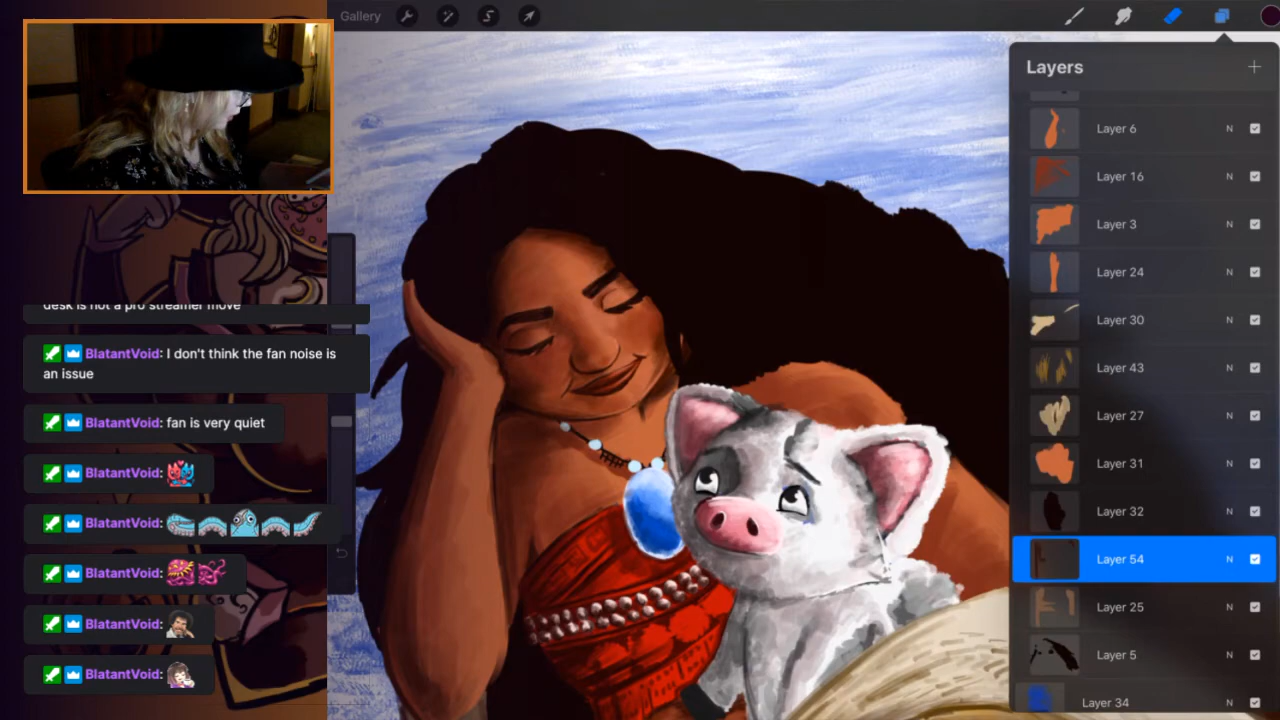 Gallery
Layers
Layer 6 N
Layer 16 N
Layer 3 N
Layer 24 N
Layer 30 N
Layer 43 N
Layer 27 N
Layer 31 N
Layer 32 N
Layer 54 N
Layer 25 N
Layer 5 N
Layer 34 N
desk is not a pro streamer move
BlatantVoid: I don't think the fan noise is
an issue
BlatantVoid: fan is very quiet
BlatantVoid:
BlatantVoid:
BlatantVoid:
BlatantVoid:
BlatantVoid: